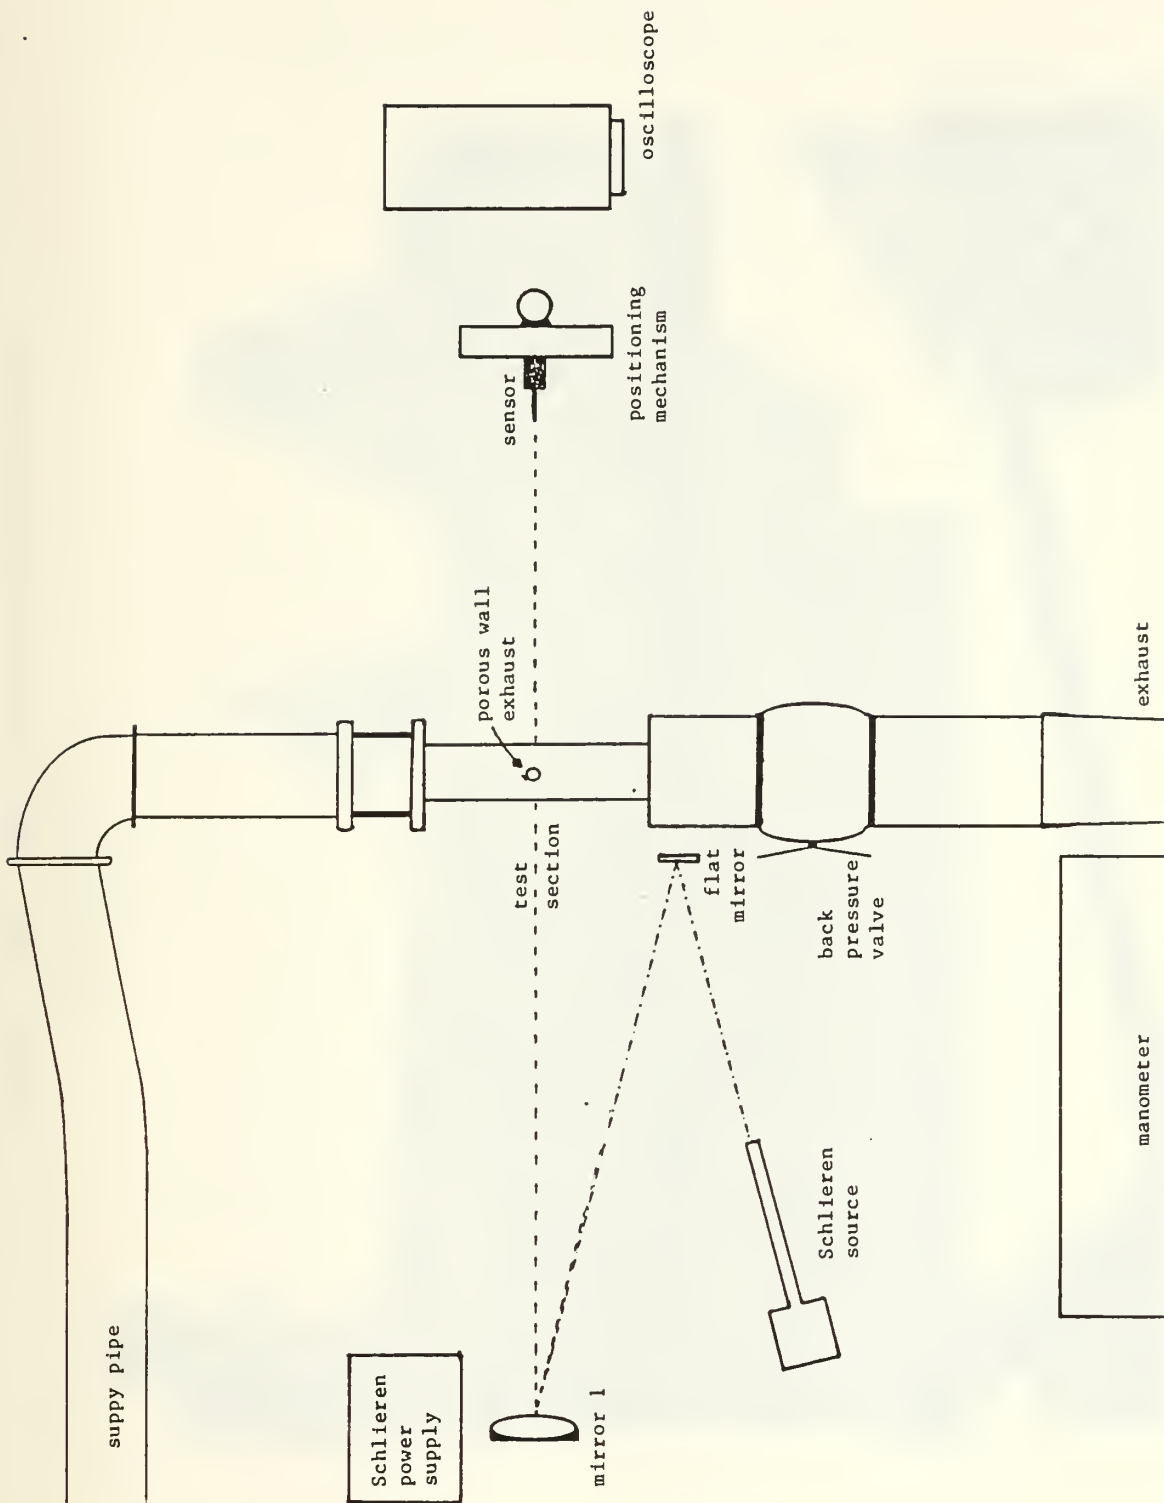 suppy pipe
Schlieren
power
supply
mirror 1
Schlieren
source
test
section
flat
mirror
back
pressure
valve
manometer
porous wall
exhaust
exhaust
sensor
positioning
mechanism
oscilloscope